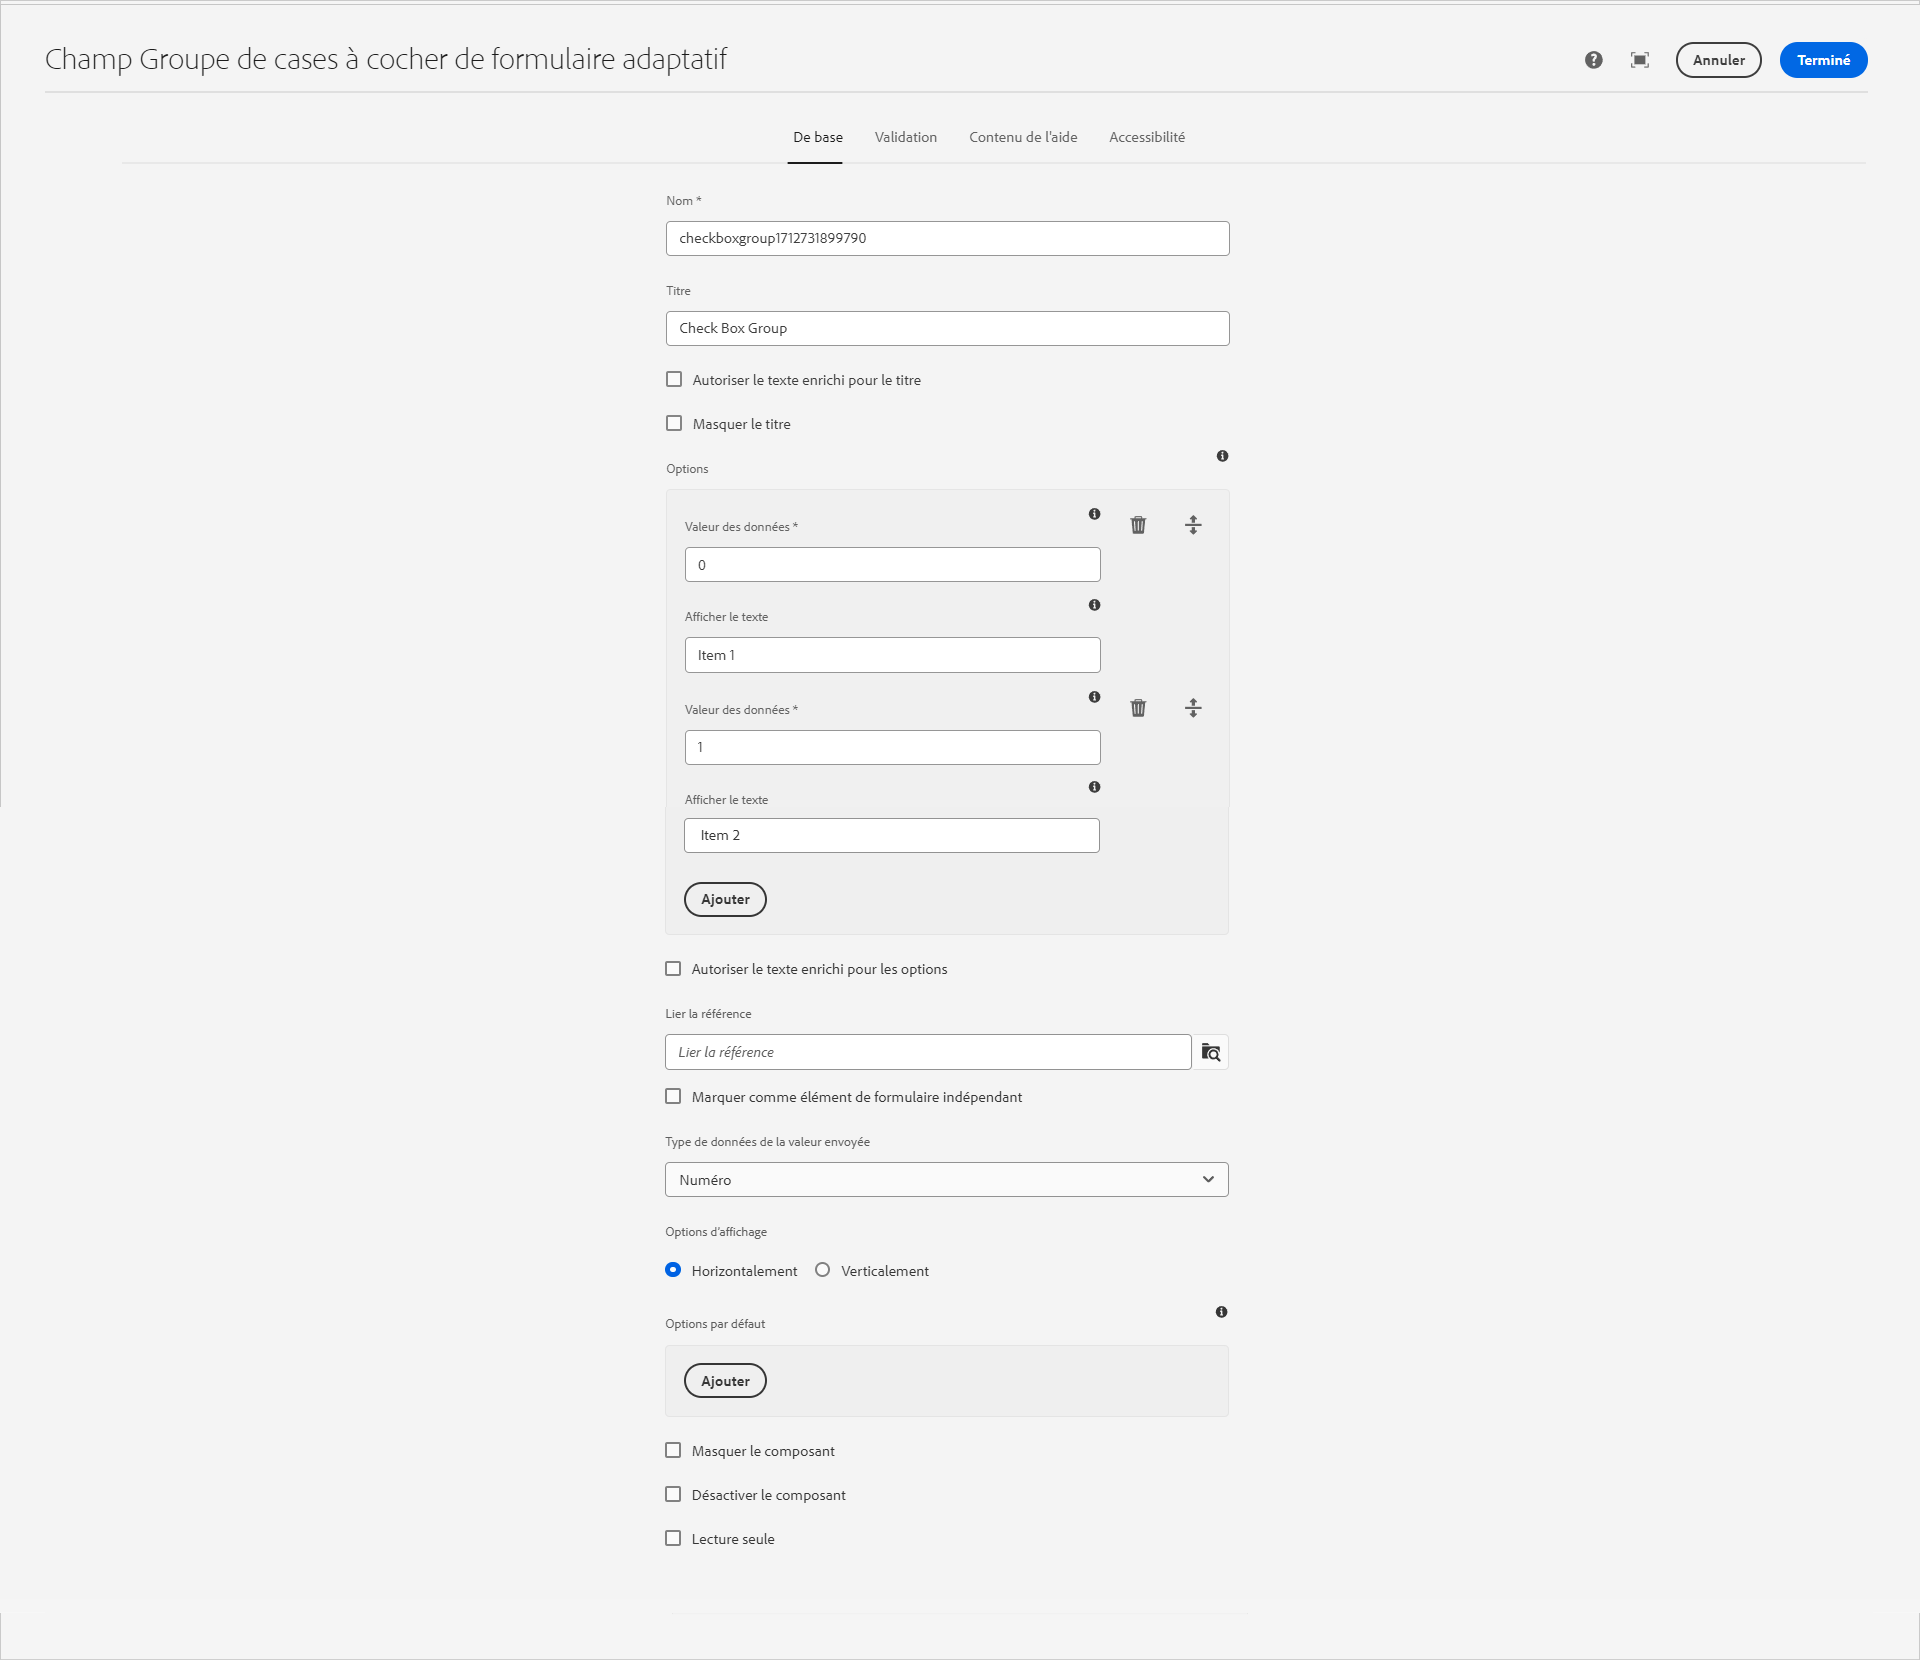 Champ Groupe de cases à cocher de formulaire adaptatif
Annuler
Terminé
De base
Validation
Contenu de l'aide
Accessibilité
Nom *
checkboxgroup1712731899790
Titre
Check Box Group
Autoriser le texte enrichi pour le titre
Masquer le titre
Options
Valeur des données *
0
Afficher le texte
Item 1
Valeur des données *
1
Afficher le texte
Item 2
Ajouter
Autoriser le texte enrichi pour les options
Lier la référence
Lier la référence
Marquer comme élément de formulaire indépendant
Type de données de la valeur envoyée
Numéro
Options d'affichage
Horizontalement
Verticalement
Options par défaut
Ajouter
Masquer le composant
Désactiver le composant
Lecture seule